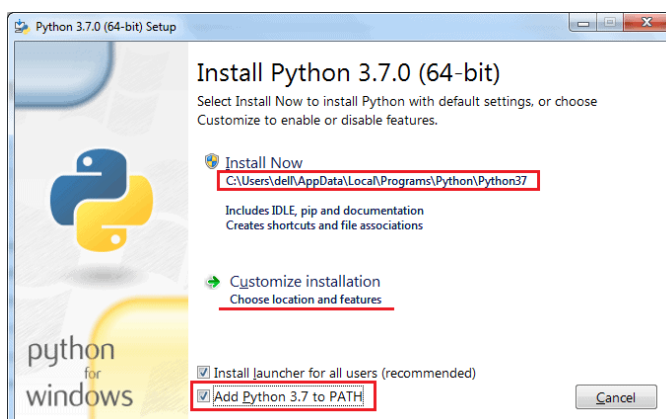 Python 3.7.0 (64-bit) Setup
Install Python 3.7.0 (64-bit)
Select Install Now to install Python with default settings, or choose
Customize to enable or disable features.
Install Now
C:\Users\dell\AppData\Local\Programs\Python\Python37
Includes IDLE, pip and documentation
Creates shortcuts and file associations
Customize installation
Choose location and features
python
for
windows
Install launcher for all users (recommended)
Add Python 3.7 to PATH
Cancel